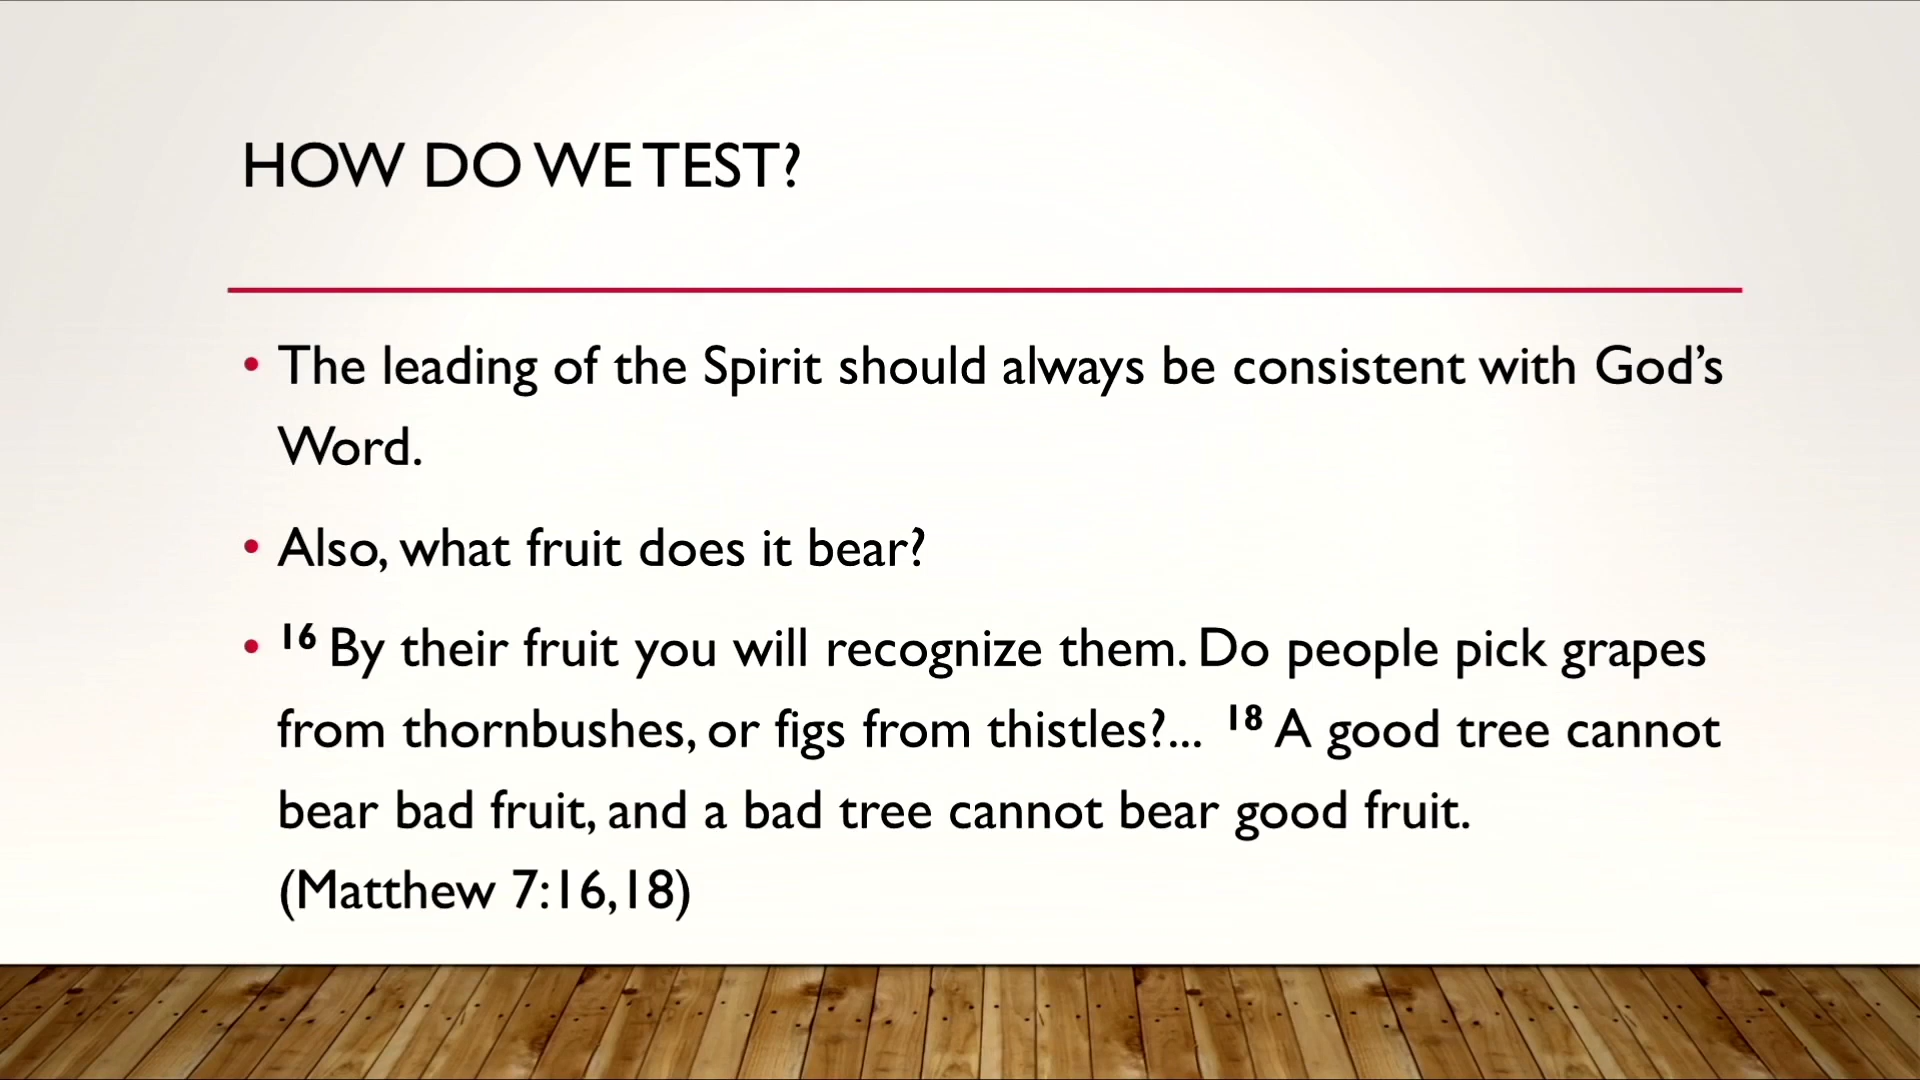 HOW DO WE TEST?
• The leading of the Spirit should always be consistent with God’s
Word.
• Also, what fruit does it bear?
• 16 By their fruit you will recognize them. Do people pick grapes
from thornbushes, or figs from thistles?... 18 A good tree cannot
bear bad fruit, and a bad tree cannot bear good fruit.
(Matthew 7:16,18)